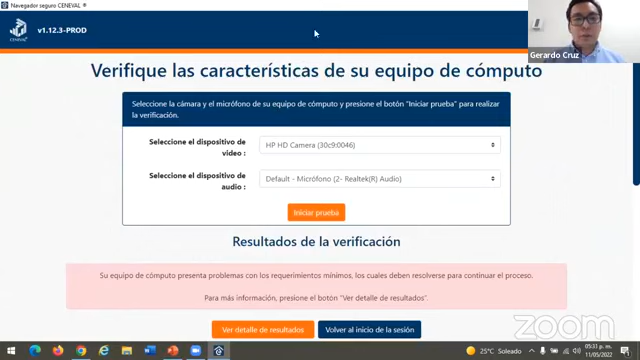 Navegador seguro CENEVAL®
CENEVAL®
v1.12.3-PROD
Gerardo Cruz
Verifique las características de su equipo de cómputo
Seleccione la cámara y el micrófono de su equipo de cómputo y presione el botón "Iniciar prueba" para realizar
la verificación.
Seleccione el dispositivo de
video :
HP HD Camera (30c9:0046)
Seleccione el dispositivo de
audio :
Default - Micrófono (2- Realtek(R) Audio)
Iniciar prueba
Resultados de la verificación
Su equipo de cómputo presenta problemas con los requerimientos mínimos, los cuales deben resolverse para continuar el proceso.
Para más información, presione el botón "Ver detalle de resultados".
Ver detalle de resultados
Volver al inicio de la sesión
zoom
25°C Soleado
05:33 p. m.
11/05/2022